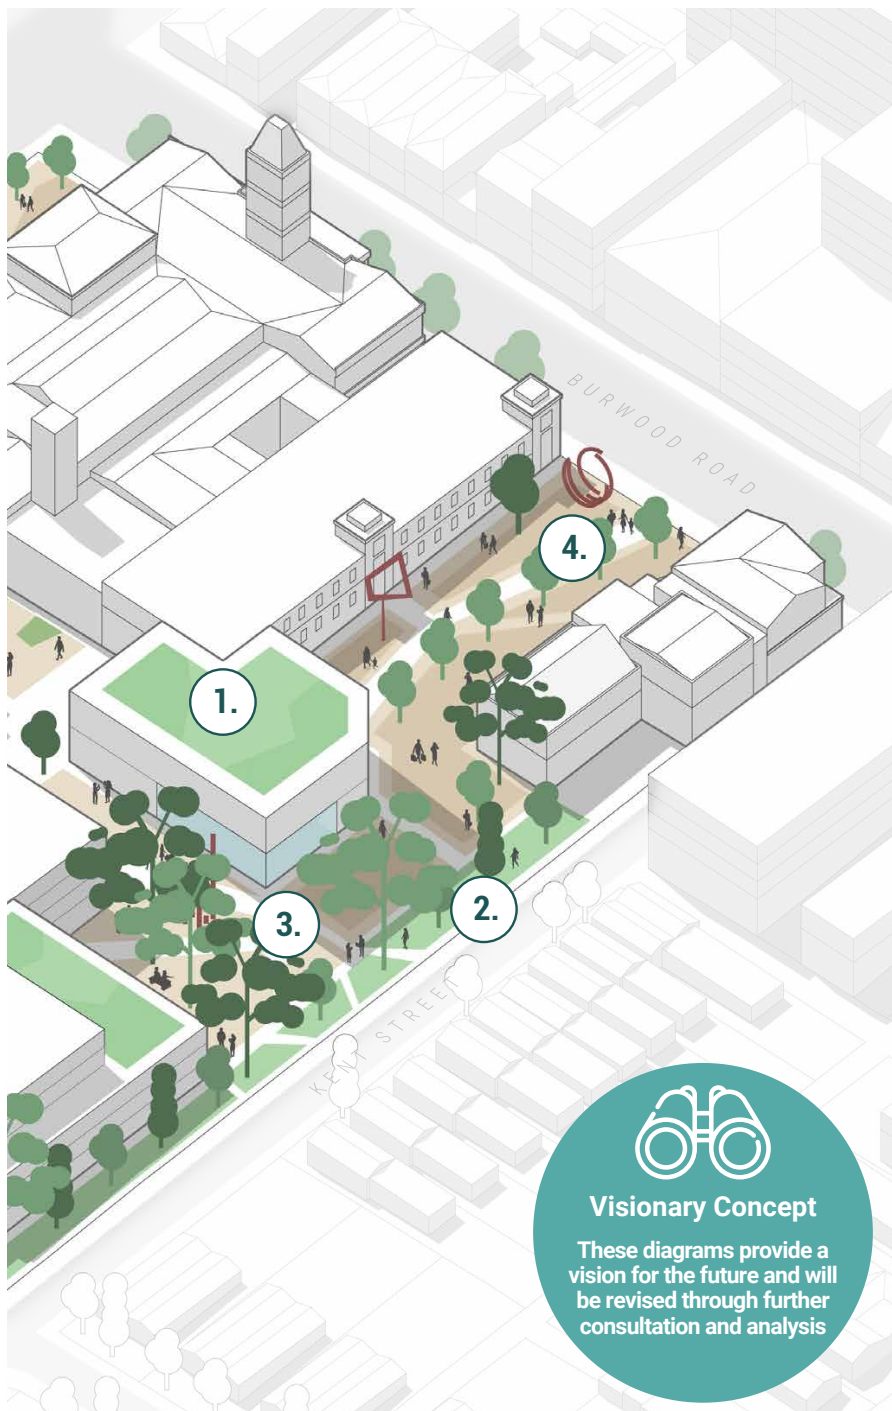 BURWOOD ROAD
1.
4.
2.
3.
KENT STREET
Visionary Concept
These diagrams provide a
vision for the future and will
be revised through further
consultation and analysis